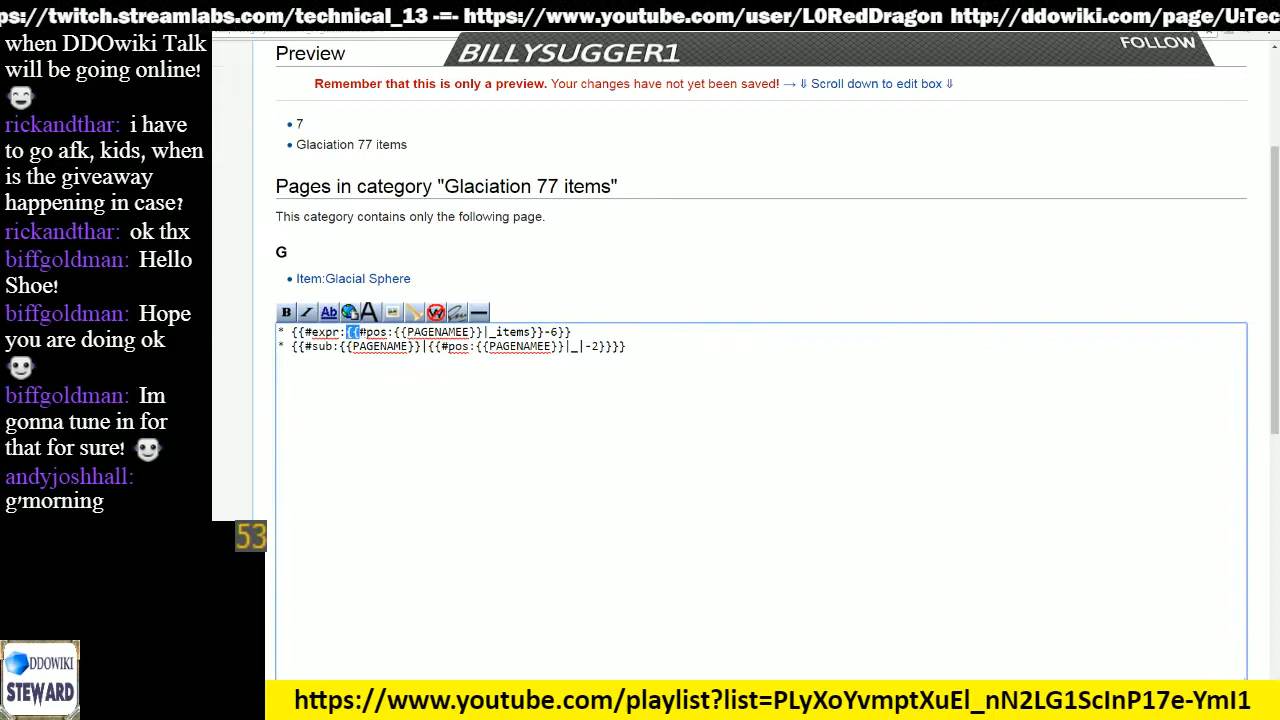 ps://twitch.streamlabs.com/technical_13 -=- https://www.youtube.com/user/L0RedDragon http://ddowiki.com/page/U:Tec
when DDOwiki Talk
will be going online!
rickandthar: i have
to go afk, kids, when
is the giveaway
happening in case?
rickandthar: ok thx
biffgoldman: Hello
Shoe!
biffgoldman: Hope
you are doing ok
biffgoldman: Im
gonna tune in for
that for sure!
andyjoshhall:
g'morning
53
DDOWIKI
STEWARD
BILLYSUGGER1
FOLLOW
Preview
Remember that this is only a preview. Your changes have not yet been saved! → ⇓ Scroll down to edit box ⇓
• 7
• Glaciation 77 items
Pages in category "Glaciation 77 items"
This category contains only the following page.
G
• Item:Glacial Sphere
* {{#expr:{{#pos:{{PAGENAMEE}}|_items}}-6}}
* {{#sub:{{PAGENAME}}|{{#pos:{{PAGENAMEE}}|_|-2}}}}
https://www.youtube.com/playlist?list=PLyXoYvmptXuEl_nN2LG1ScInP17e-YmI1